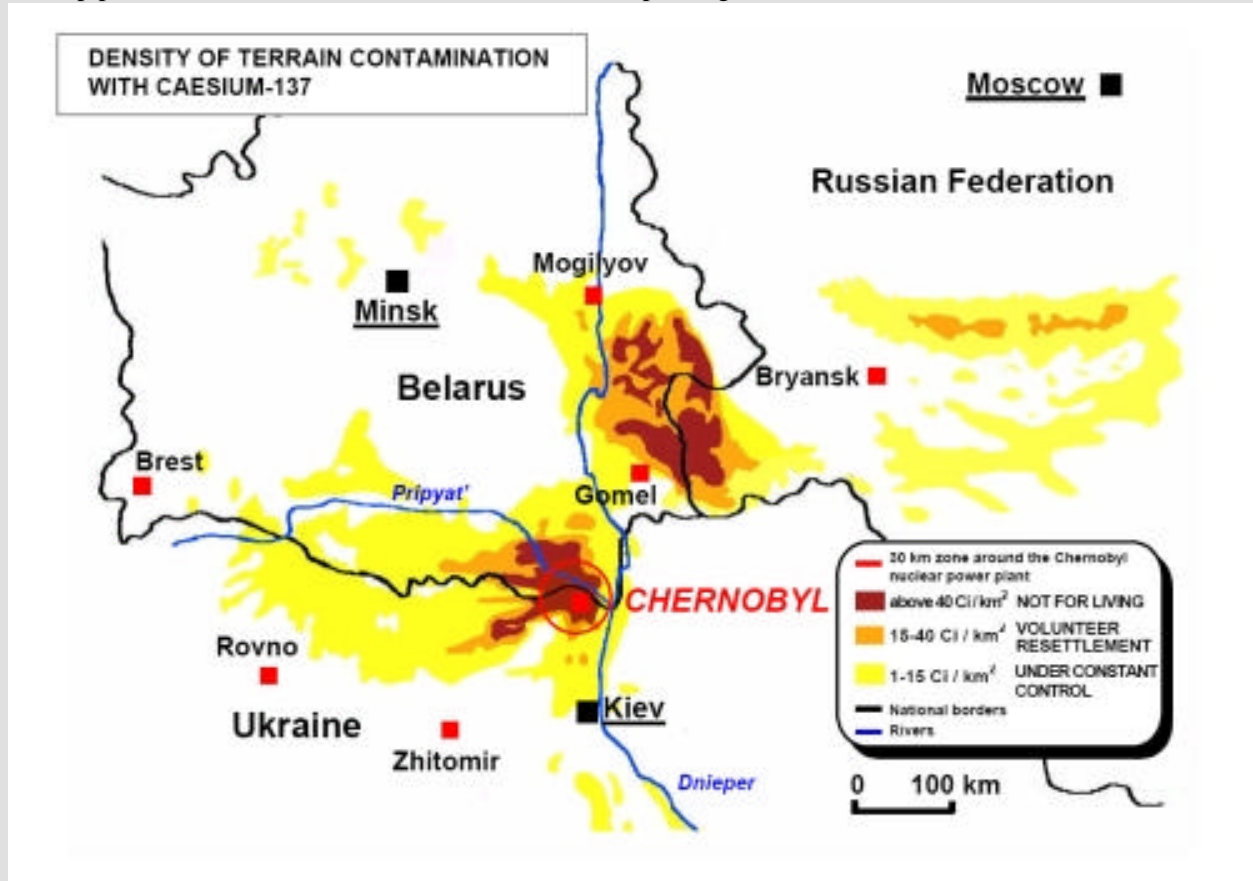 DENSITY OF TERRAIN CONTAMINATION
WITH CAESIUM-137
Moscow
Russian Federation
Mogilyov
Minsk
Bryansk
Belarus
Brest
Pripyat'
Gomel
CHERNOBYL
30 km zone around the Chernobyl
nuclear power plant
above 40 Ci/km² NOT FOR LIVING
15-40 Ci / km² VOLUNTEER
RESETTLEMENT
1-15 Ci / km² UNDER CONSTANT
CONTROL
National borders
Rivers
Rovno
Kiev
Ukraine
Zhitomir
Dnieper
0 100 km